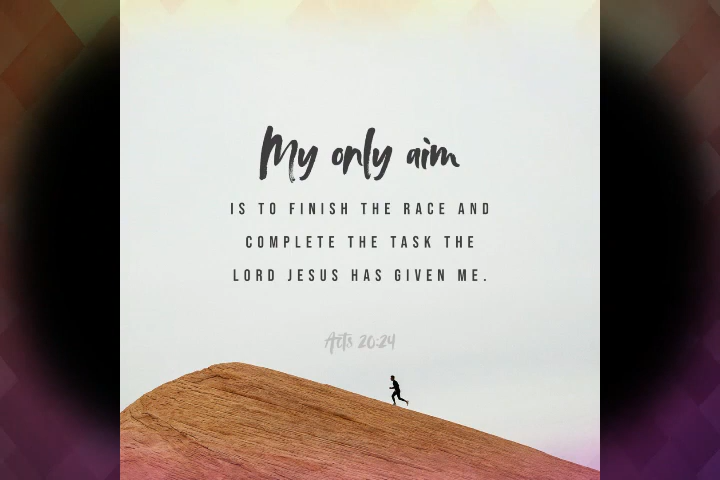 My only aim
IS TO FINISH THE RACE AND
COMPLETE THE TASK THE
LORD JESUS HAS GIVEN ME.
Acts 20:24